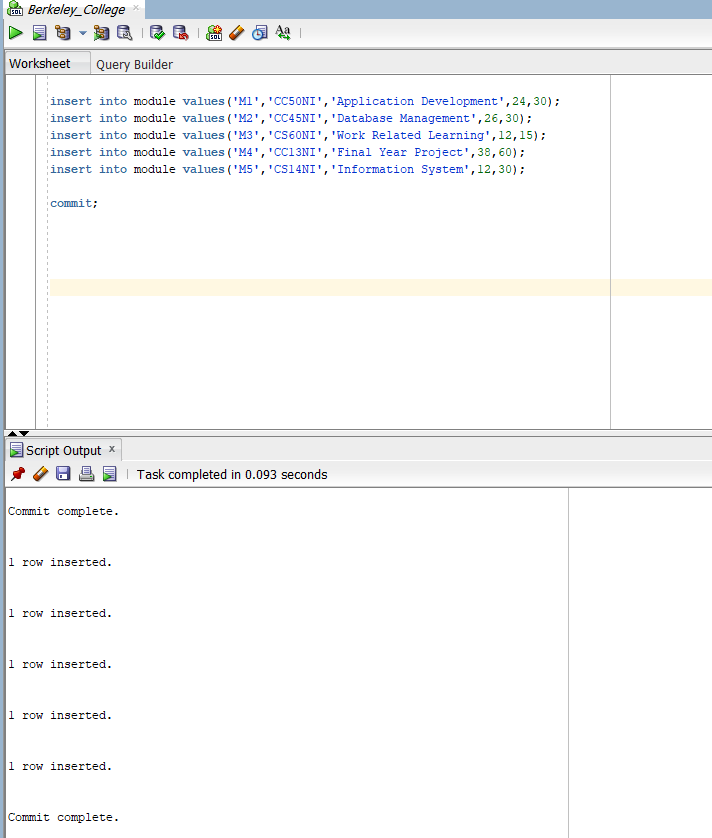 Berkeley_College
Worksheet Query Builder
insert into module values('M1','CC50NI','Application Development',24,30);
insert into module values('M2','CC45NI','Database Management',26,30);
insert into module values('M3','CS60NI','Work Related Learning',12,15);
insert into module values('M4','CC13NI','Final Year Project',38,60);
insert into module values('M5','CS14NI','Information System',12,30);
commit;
Script Output x
Task completed in 0.093 seconds
Commit complete.
1 row inserted.
1 row inserted.
1 row inserted.
1 row inserted.
1 row inserted.
Commit complete.